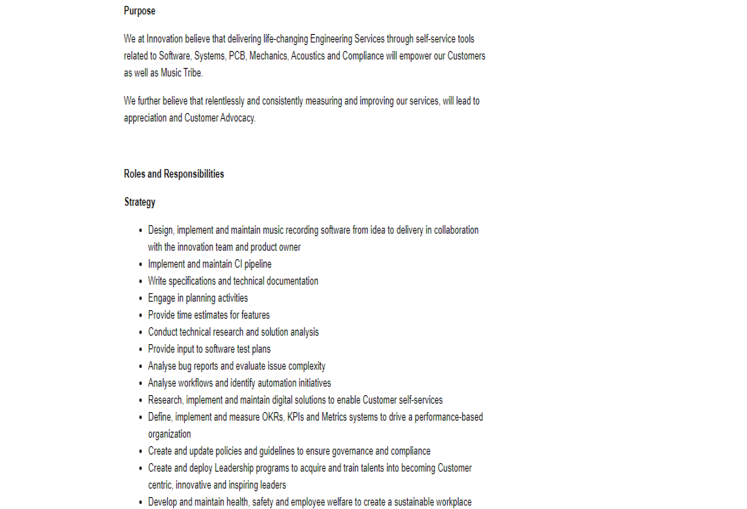 Purpose
We at Innovation believe that delivering life-changing Engineering Services through self-service tools
related to Software, Systems, PCB, Mechanics, Acoustics and Compliance will empower our Customers
as well as Music Tribe.
We further believe that relentlessly and consistently measuring and improving our services, will lead to
appreciation and Customer Advocacy.
Roles and Responsibilities
Strategy
• Design, implement and maintain music recording software from idea to delivery in collaboration
with the innovation team and product owner
• Implement and maintain CI pipeline
• Write specifications and technical documentation
• Engage in planning activities
• Provide time estimates for features
• Conduct technical research and solution analysis
• Provide input to software test plans
• Analyse bug reports and evaluate issue complexity
• Analyse workflows and identify automation initiatives
• Research, implement and maintain digital solutions to enable Customer self-services
• Define, implement and measure OKRs, KPIs and Metrics systems to drive a performance-based
organization
• Create and update policies and guidelines to ensure governance and compliance
• Create and deploy Leadership programs to acquire and train talents into becoming Customer
centric, innovative and inspiring leaders
• Develop and maintain health, safety and employee welfare to create a sustainable workplace